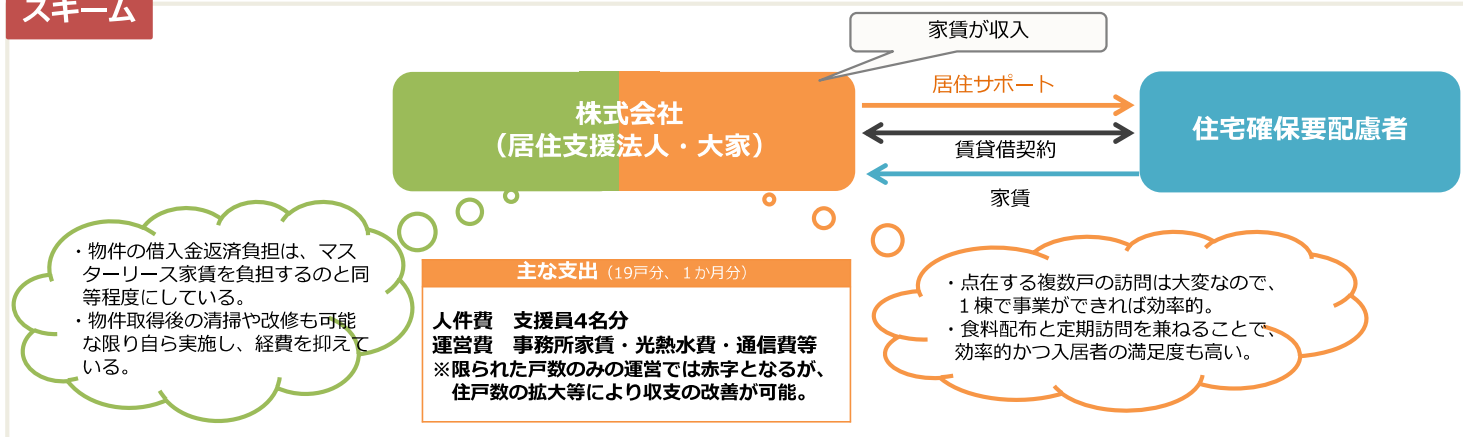 スキーム
家賃が収入
株式会社
（居住支援法人・大家）
居住サポート
賃貸借契約
家賃
住宅確保要配慮者
・物件の借入金返済負担は、マス
ターリース家賃を負担するのと同
等程度にしている。
・物件取得後の清掃や改修も可能
な限り自ら実施し、経費を抑えて
いる。
主な支出（19戸分、１か月分）
人件費　支援員4名分
運営費　事務所家賃・光熱水費・通信費等
※限られた戸数のみの運営では赤字となるが、
住戸数の拡大等により収支の改善が可能。
・点在する複数戸の訪問は大変なので、
１棟で事業ができれば効率的。
・食料配布と定期訪問を兼ねることで、
効率的かつ入居者の満足度も高い。